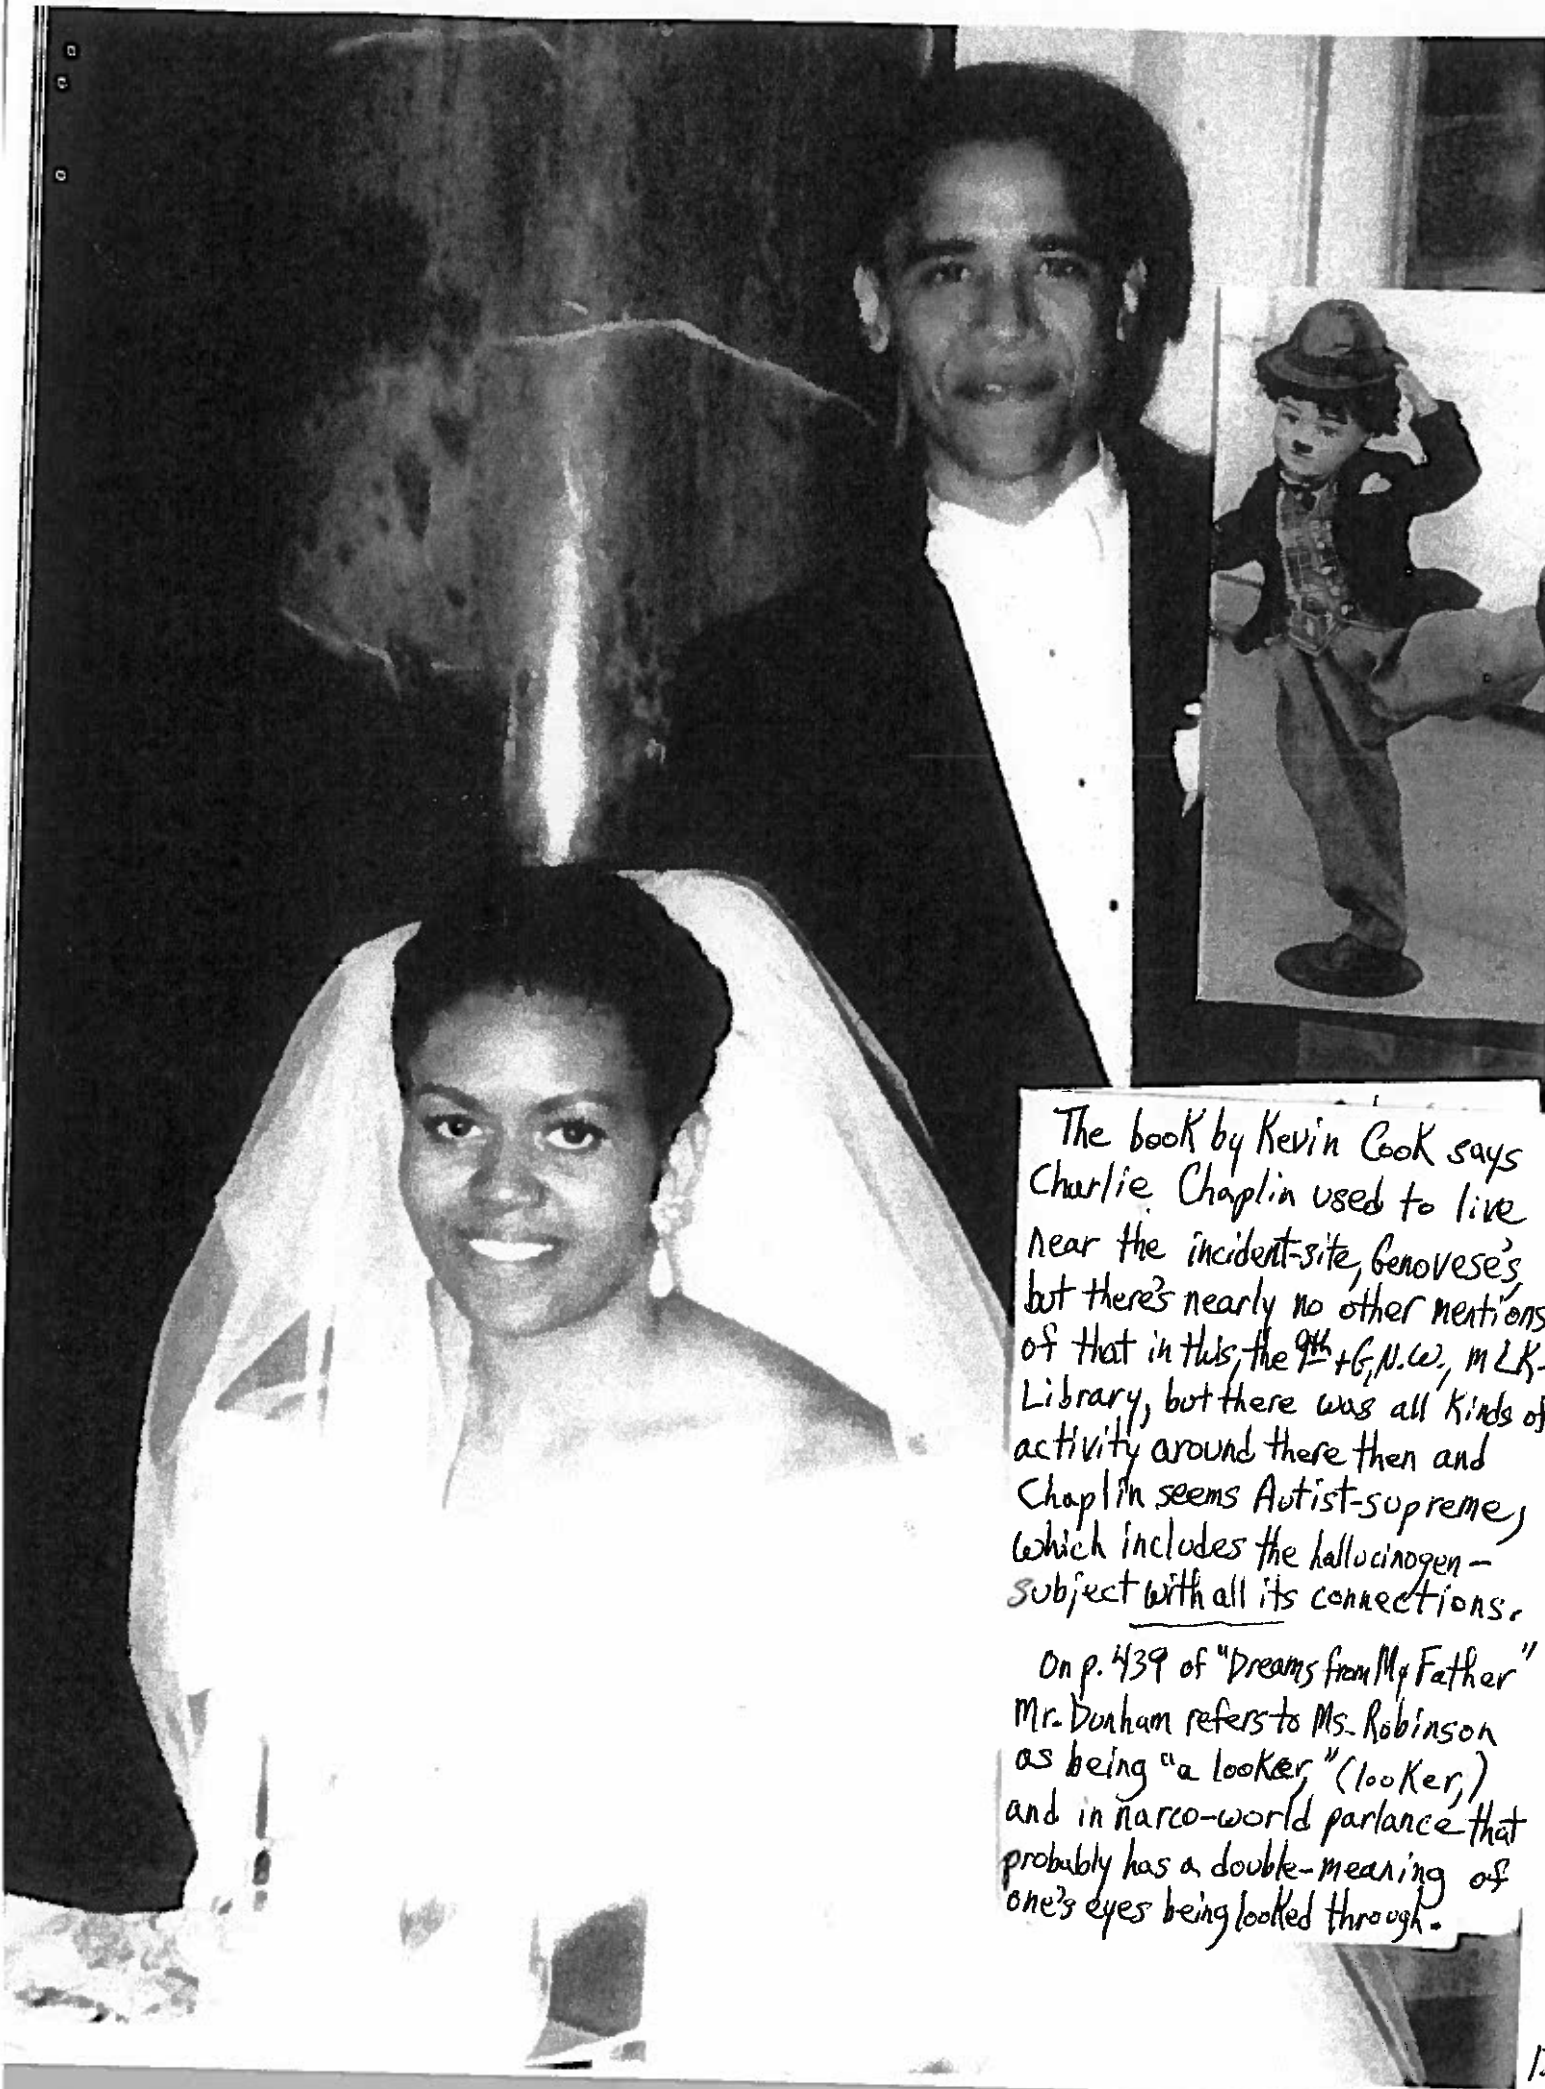 The book by Kevin Cook says
Charlie Chaplin used to live
near the incident-site, Genovese's,
but there's nearly no other mentions
of that in this, the 9th + G, N.W., MLK-
Library, but there was all kinds of
activity around there then and
Chaplin seems Autist-supreme,
which includes the hallucinogen-
subject with all its connections.
On p. 439 of "Dreams from My Father"
Mr. Dunham refers to Ms. Robinson
as being "a looker," (looker,)
and in narco-world parlance that
probably has a double-meaning of
one's eyes being looked through.